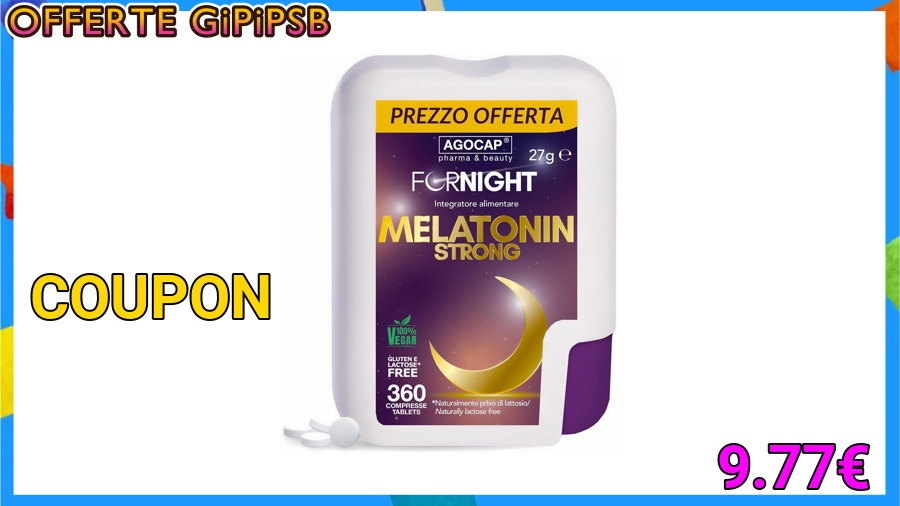 OFFERTE GiPiPSB
PREZZO OFFERTA
AGOCAP®
pharma & beauty
27g ℮
FORNIGHT
Integratore alimentare
MELATONIN
STRONG
COUPON
100%
VEGAN
GLUTEN E
LACTOSE*
FREE
360
COMPRESSE
TABLETS
*Naturalmente privo di lattosio/
Naturally lactose free
9.77€